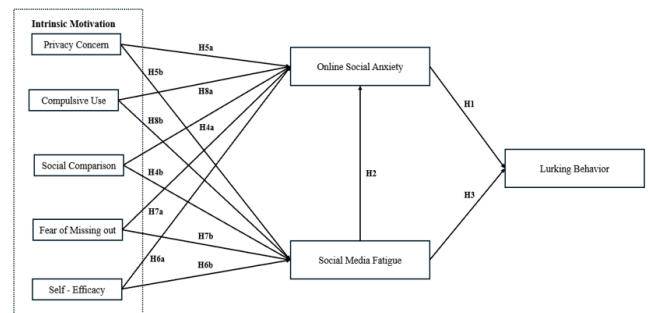 Intrinsic Motivation
Privacy Concern
Compulsive Use
Social Comparison
Fear of Missing out
Self - Efficacy
H5a
H5b
H8a
H8b
H4a
H4b
H7a
H7b
H6a
H6b
Online Social Anxiety
H2
Social Media Fatigue
H1
H3
Lurking Behavior